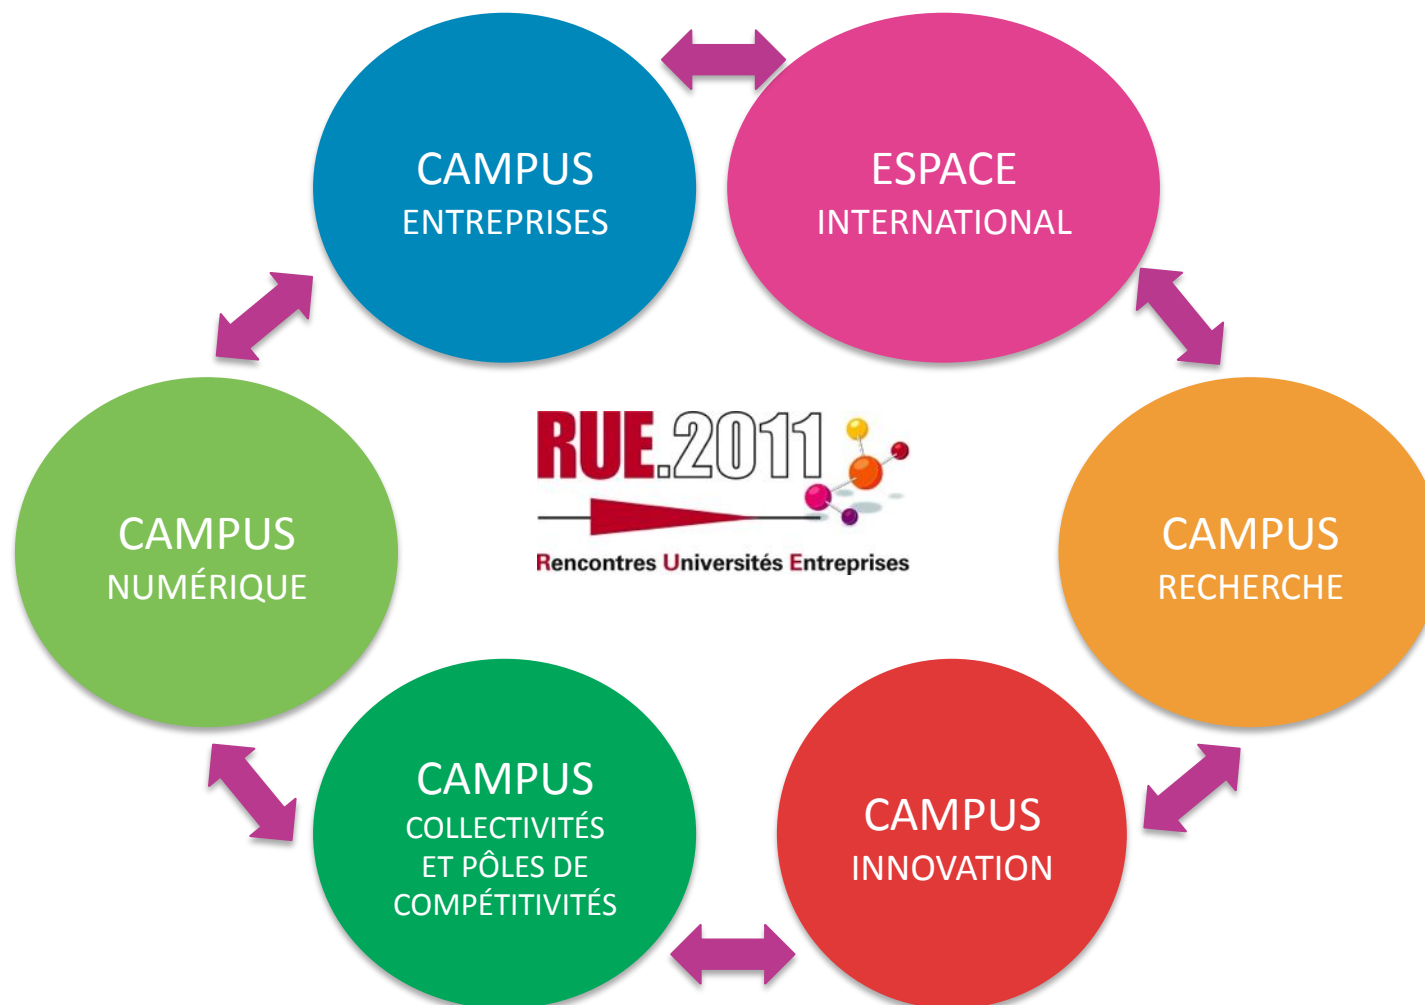 CAMPUS
ENTREPRISES
ESPACE
INTERNATIONAL
RUE.2011
Rencontres Universités Entreprises
CAMPUS
NUMÉRIQUE
CAMPUS
RECHERCHE
CAMPUS
COLLECTIVITÉS
ET PÔLES DE
COMPÉTITIVITÉS
CAMPUS
INNOVATION